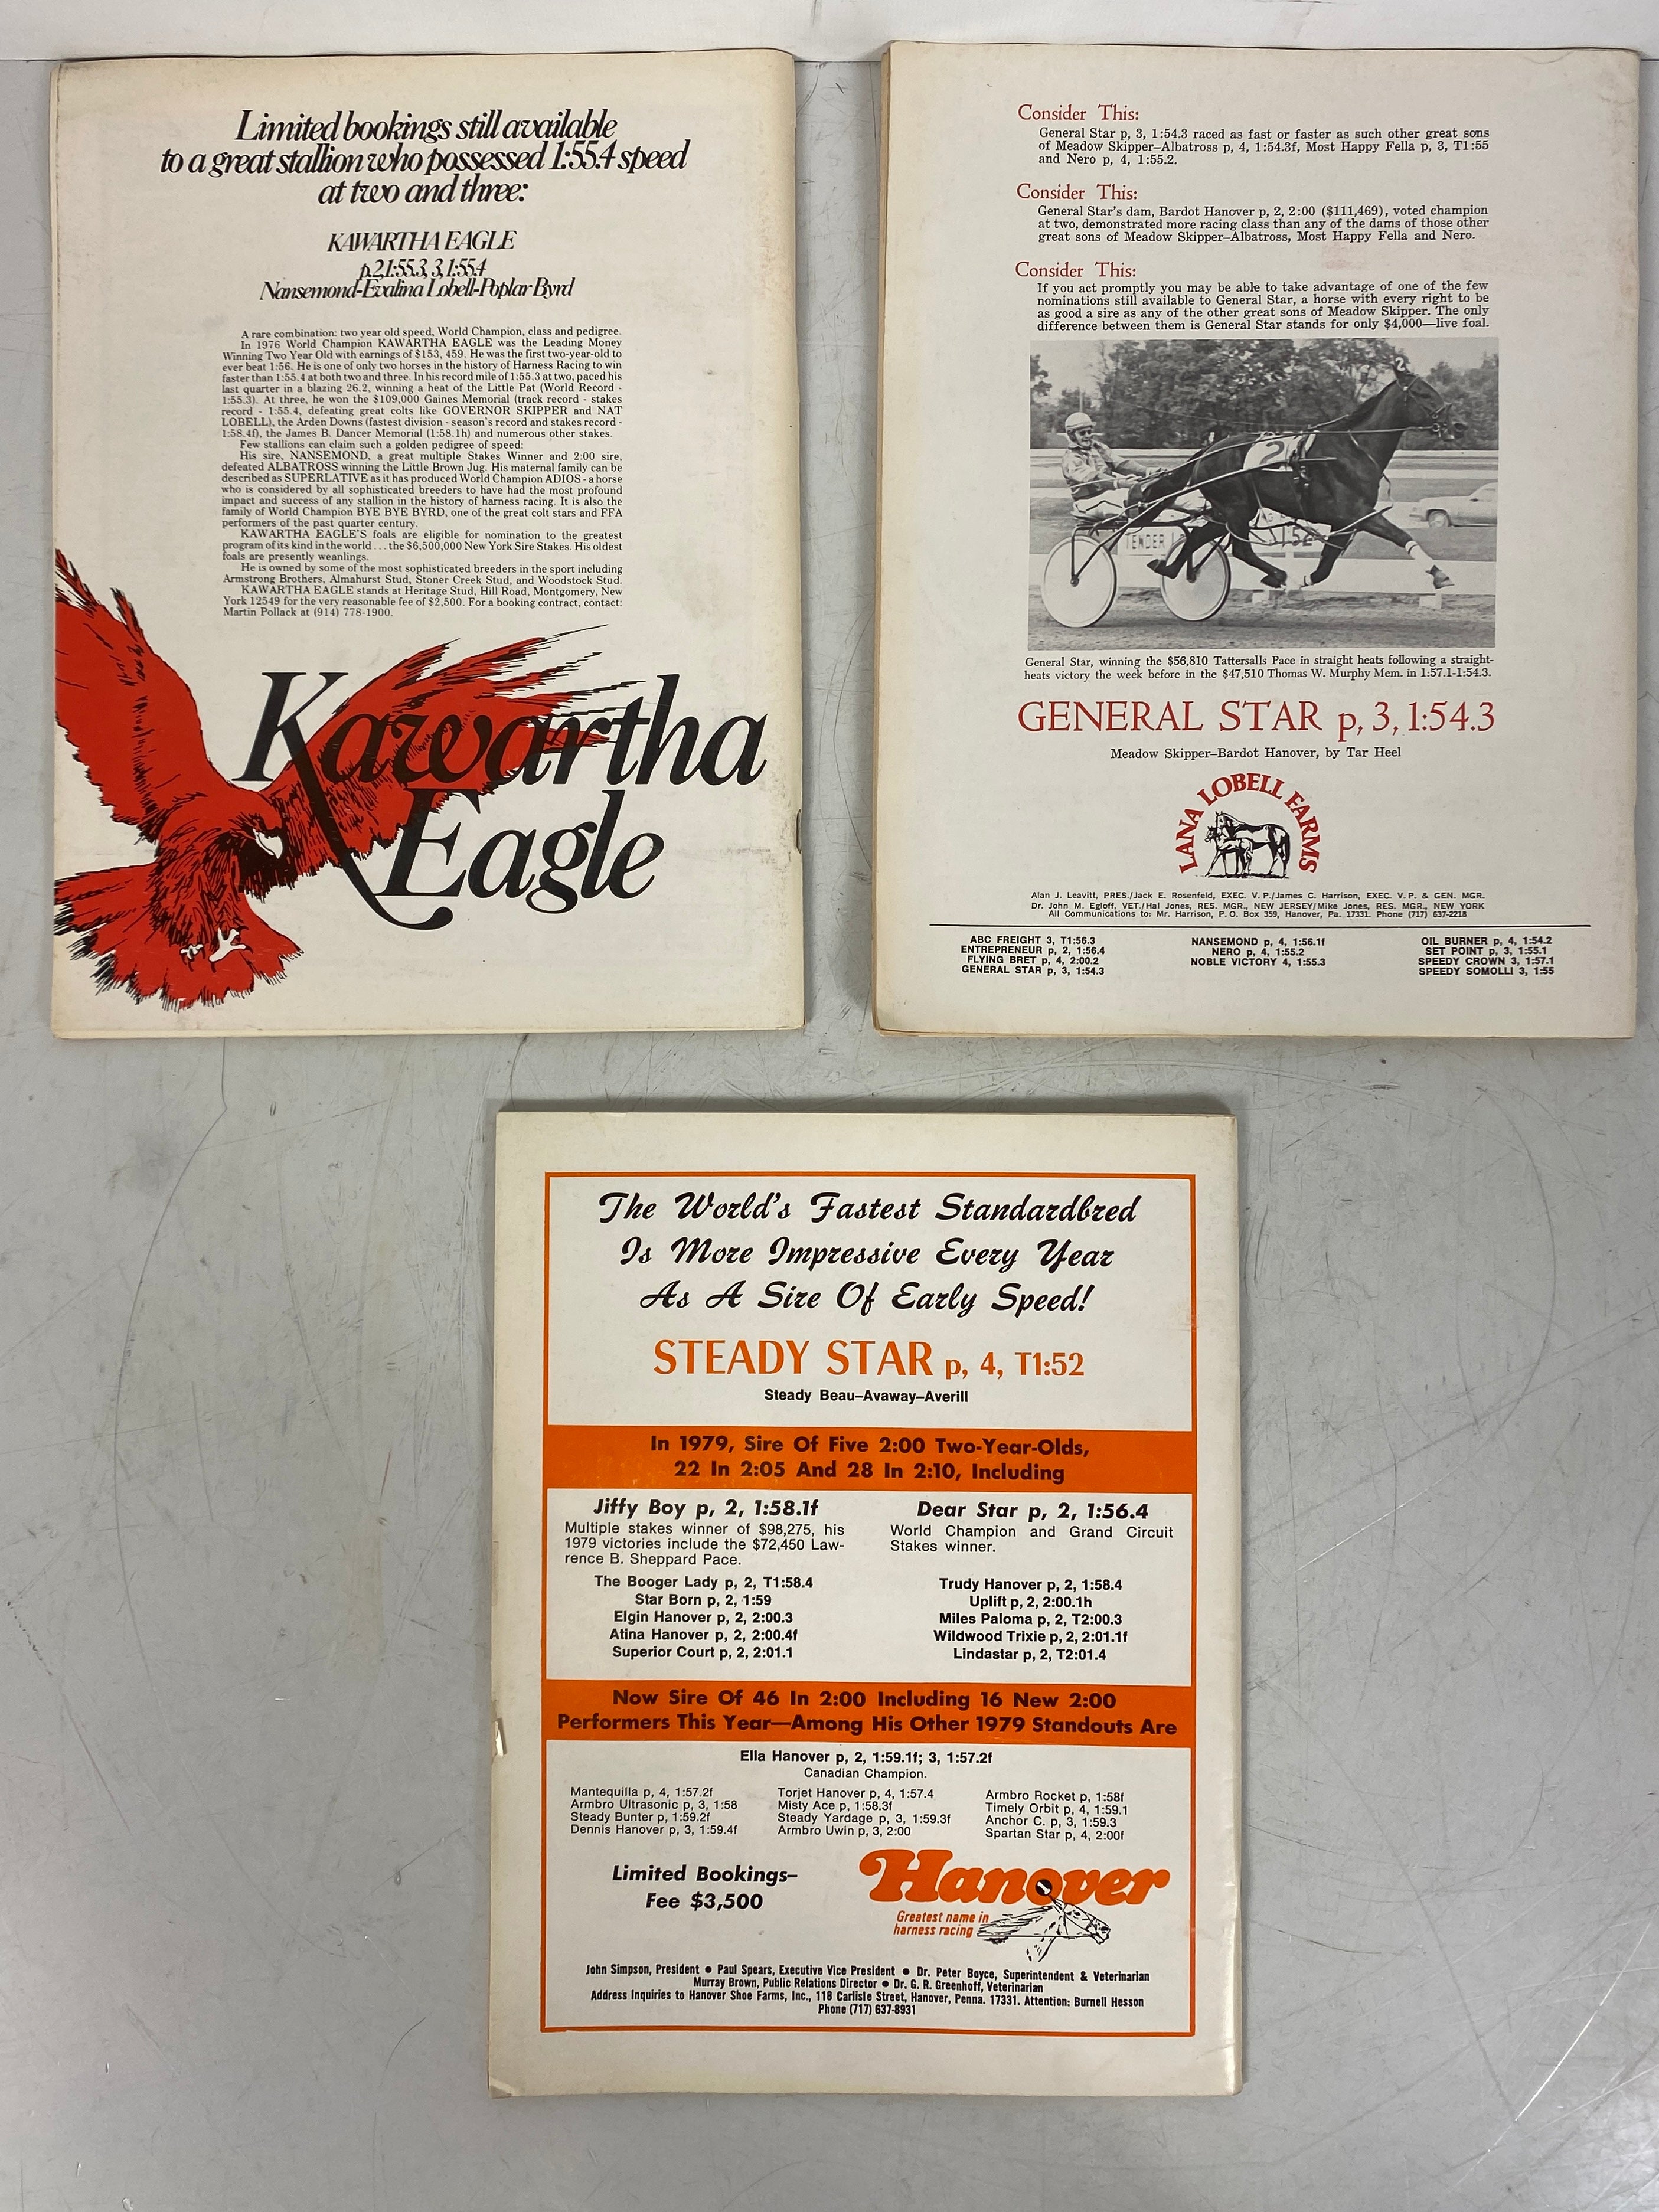 Limited bookings still available
to a great stallion who possessed 1:55.4 speed
at two and three:
KAWARTHA EAGLE
p.2,1:55.3, 3,1:55.4
Nansemond-Evalina Lobell-Poplar Byrd
A rare combination: two year old speed, World Champion, class and pedigree.
In 1976 World Champion KAWARTHA EAGLE was the Leading Money
Winning Two Year Old with earnings of $153, 459. He was the first two-year-old to
ever beat 1:56. He is one of only two horses in the history of Harness Racing to win
faster than 1:55.4 at both two and three. In his record mile of 1:55.3 at two, paced his
last quarter in a blazing 26.2, winning a heat of the Little Pat (World Record -
1:55.3). At three, he won the $109,000 Gaines Memorial (track record - stakes
record - 1:55.4, defeating great colts like GOVERNOR SKIPPER and NAT
LOBELL), the Arden Downs (fastest division - season's record and stakes record -
1:58.4f), the James B. Dancer Memorial (1:58.1h) and numerous other stakes.
Few stallions can claim such a golden pedigree of speed:
His sire, NANSEMOND, a great multiple Stakes Winner and 2:00 sire,
defeated ALBATROSS winning the Little Brown Jug. His maternal family can be
described as SUPERLATIVE as it has produced World Champion ADIOS - a horse
who is considered by all sophisticated breeders to have had the most profound
impact and success of any stallion in the history of harness racing. It is also the
family of World Champion BYE BYE BYRD, one of the great colt stars and FFA
performers of the past quarter century.
KAWARTHA EAGLE'S foals are eligible for nomination to the greatest
program of its kind in the world . . . the $6,500,000 New York Sire Stakes. His oldest
foals are presently weanlings.
He is owned by some of the most sophisticated breeders in the sport including
Armstrong Brothers, Almahurst Stud, Stoner Creek Stud, and Woodstock Stud.
KAWARTHA EAGLE stands at Heritage Stud, Hill Road, Montgomery, New
York 12549 for the very reasonable fee of $2,500. For a booking contract, contact:
Martin Pollack at (914) 778-1900.
Kawartha
Eagle
Consider This:
General Star p, 3, 1:54.3 raced as fast or faster as such other great sons
of Meadow Skipper–Albatross p, 4, 1:54.3f, Most Happy Fella p, 3, T1:55
and Nero p, 4, 1:55.2.
Consider This:
General Star's dam, Bardot Hanover p, 2, 2:00 ($111,469), voted champion
at two, demonstrated more racing class than any of the dams of those other
great sons of Meadow Skipper–Albatross, Most Happy Fella and Nero.
Consider This:
If you act promptly you may be able to take advantage of one of the few
nominations still available to General Star, a horse with every right to be
as good a sire as any of the other great sons of Meadow Skipper. The only
difference between them is General Star stands for only $4,000—live foal.
2
2
General Star, winning the $56,810 Tattersalls Pace in straight heats following a straight-
heats victory the week before in the $47,510 Thomas W. Murphy Mem. in 1:57.1-1:54.3.
GENERAL STAR p, 3, 1:54.3
Meadow Skipper–Bardot Hanover, by Tar Heel
LANA LOBELL FARMS
Alan J. Leavitt, PRES./Jack E. Rosenfeld, EXEC. V. P./James C. Harrison, EXEC. V. P. & GEN. MGR.
Dr. John M. Egloff, VET./Hal Jones, RES. MGR., NEW JERSEY/Mike Jones, RES. MGR., NEW YORK
All Communications to: Mr. Harrison, P. O. Box 359, Hanover, Pa. 17331. Phone (717) 637-2218
ABC FREIGHT 3, T1:56.3
ENTREPRENEUR p, 2, 1:56.4
FLYING BRET p, 4, 2:00.2
GENERAL STAR p, 3, 1:54.3
NANSEMOND p, 4, 1:56.1f
NERO p, 4, 1:55.2
NOBLE VICTORY 4, 1:55.3
OIL BURNER p, 4, 1:54.2
SET POINT p, 3, 1:55.1
SPEEDY CROWN 3, 1:57.1
SPEEDY SOMOLLI 3, 1:55
The World's Fastest Standardbred
Is More Impressive Every Year
As A Sire Of Early Speed!
STEADY STAR p, 4, T1:52
Steady Beau–Avaway–Averill
In 1979, Sire Of Five 2:00 Two-Year-Olds,
22 In 2:05 And 28 In 2:10, Including
Jiffy Boy p, 2, 1:58.1f
Multiple stakes winner of $98,275, his
1979 victories include the $72,450 Law-
rence B. Sheppard Pace.
Dear Star p, 2, 1:56.4
World Champion and Grand Circuit
Stakes winner.
The Booger Lady p, 2, T1:58.4
Star Born p, 2, 1:59
Elgin Hanover p, 2, 2:00.3
Atina Hanover p, 2, 2:00.4f
Superior Court p, 2, 2:01.1
Trudy Hanover p, 2, 1:58.4
Uplift p, 2, 2:00.1h
Miles Paloma p, 2, T2:00.3
Wildwood Trixie p, 2, 2:01.1f
Lindastar p, 2, T2:01.4
Now Sire Of 46 In 2:00 Including 16 New 2:00
Performers This Year—Among His Other 1979 Standouts Are
Ella Hanover p, 2, 1:59.1f; 3, 1:57.2f
Canadian Champion.
Mantequilla p, 4, 1:57.2f
Armbro Ultrasonic p, 3, 1:58
Steady Bunter p, 1:59.2f
Dennis Hanover p, 3, 1:59.4f
Torjet Hanover p, 4, 1:57.4
Misty Ace p, 1:58.3f
Steady Yardage p, 3, 1:59.3f
Armbro Uwin p, 3, 2:00
Armbro Rocket p, 1:58f
Timely Orbit p, 4, 1:59.1
Anchor C. p, 3, 1:59.3
Spartan Star p, 4, 2:00f
Limited Bookings–
Fee $3,500
Hanover
Greatest name in
harness racing
John Simpson, President ● Paul Spears, Executive Vice President ● Dr. Peter Boyce, Superintendent & Veterinarian
Murray Brown, Public Relations Director ● Dr. G. R. Greenhoff, Veterinarian
Address Inquiries to Hanover Shoe Farms, Inc., 118 Carlisle Street, Hanover, Penna. 17331. Attention: Burnell Hesson
Phone (717) 637-8931